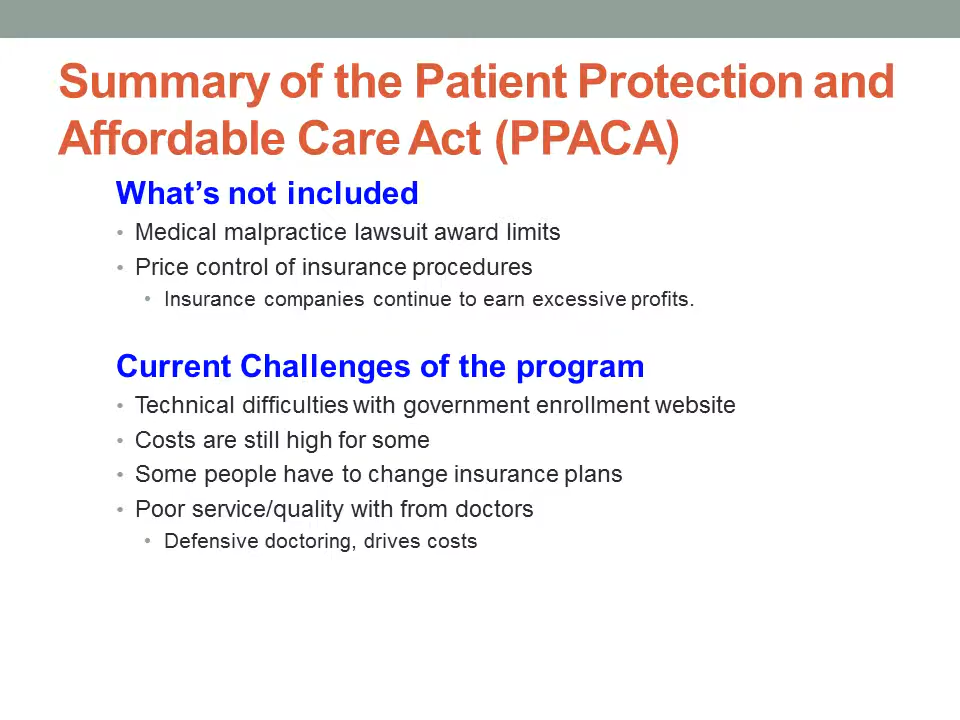 Summary of the Patient Protection and
Affordable Care Act (PPACA)
What’s not included
• Medical malpractice lawsuit award limits
• Price control of insurance procedures
• Insurance companies continue to earn excessive profits.
Current Challenges of the program
• Technical difficulties with government enrollment website
• Costs are still high for some
• Some people have to change insurance plans
• Poor service/quality with from doctors
• Defensive doctoring, drives costs